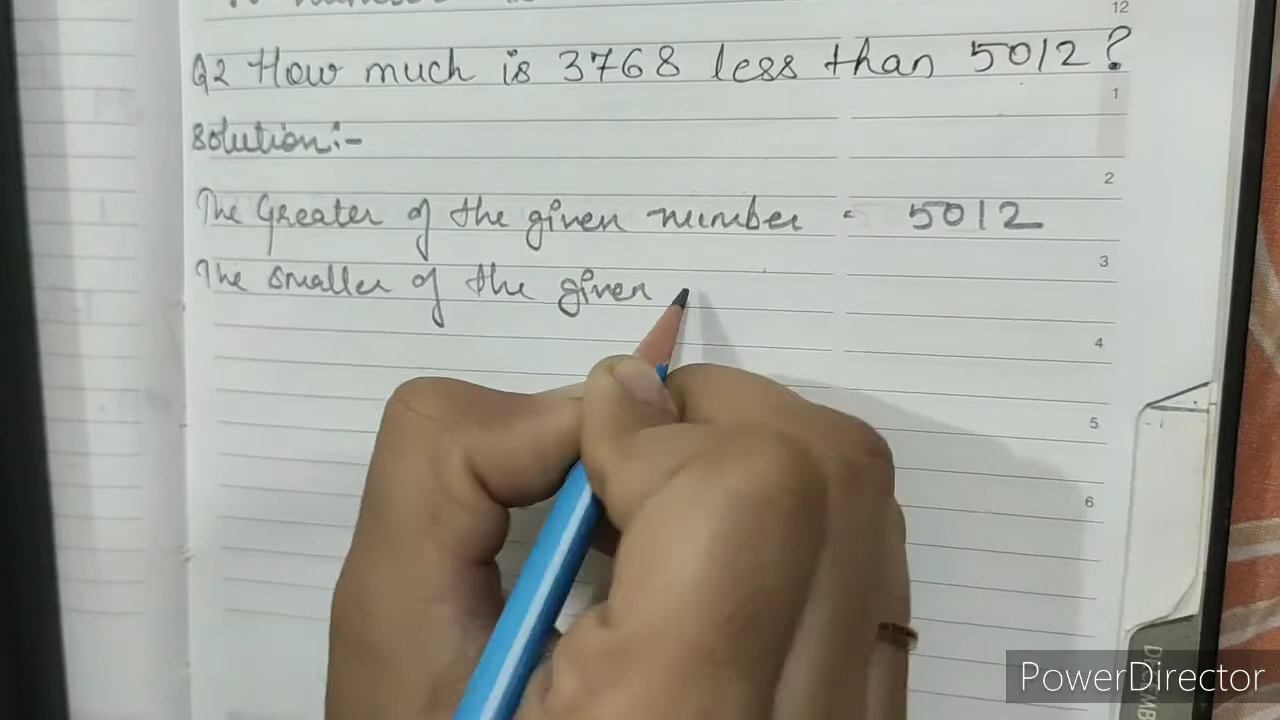 12
Q2 How much is 3768 less than 5012?
1
Solution:-
2
The Greater of the given number = 5012
3
The smaller of the given
4
5
6
PowerDirector